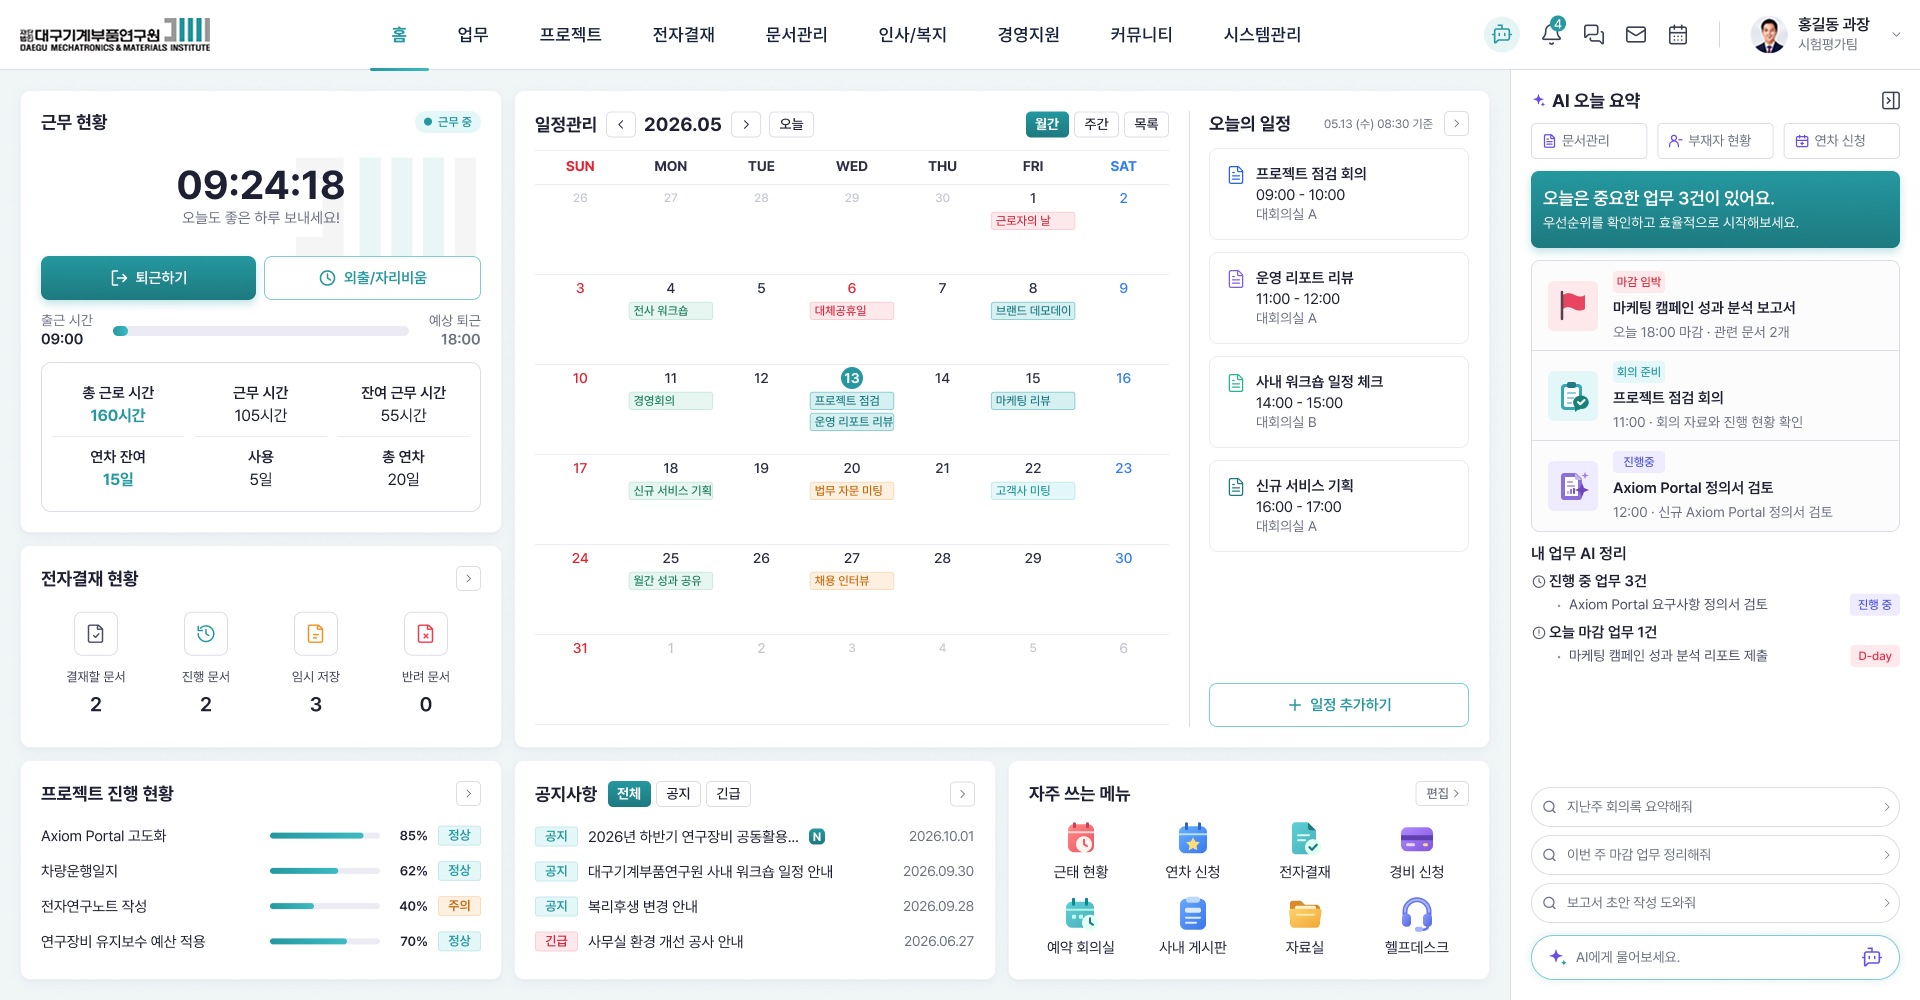 대구기계부품연구원
DAEGU MECHATRONICS & MATERIALS INSTITUTE
홈 업무 프로젝트 전자결재 문서관리 인사/복지 경영지원 커뮤니티 시스템관리
4
홍길동 과장
시험평가팀
근무 현황
근무 중
09:24:18
오늘도 좋은 하루 보내세요!
퇴근하기
외출/자리비움
출근 시간
09:00
예상 퇴근
18:00
총 근로 시간
160시간
근무 시간
105시간
잔여 근무 시간
55시간
연차 잔여
15일
사용
5일
총 연차
20일
전자결재 현황
결재할 문서
2
진행 문서
2
임시 저장
3
반려 문서
0
프로젝트 진행 현황
Axiom Portal 고도화 85% 정상
차량운행일지 62% 정상
전자연구노트 작성 40% 주의
연구장비 유지보수 예산 적용 70% 정상
일정관리 2026.05 오늘
월간 주간 목록
SUN MON TUE WED THU FRI SAT
26 27 28 29 30 1 2
근로자의 날
3 4 5 6 7 8 9
전사 워크숍 대체공휴일 브랜드 데모데이
10 11 12 13 14 15 16
경영회의 프로젝트 점검 마케팅 리뷰
운영 리포트 리뷰
17 18 19 20 21 22 23
신규 서비스 기획 법무 자문 미팅 고객사 미팅
24 25 26 27 28 29 30
월간 성과 공유 채용 인터뷰
31 1 2 3 4 5 6
오늘의 일정
05.13 (수) 08:30 기준
프로젝트 점검 회의
09:00 - 10:00
대회의실 A
운영 리포트 리뷰
11:00 - 12:00
대회의실 A
사내 워크숍 일정 체크
14:00 - 15:00
대회의실 B
신규 서비스 기획
16:00 - 17:00
대회의실 A
일정 추가하기
공지사항 전체 공지 긴급
공지 2026년 하반기 연구장비 공동활용... N 2026.10.01
공지 대구기계부품연구원 사내 워크숍 일정 안내 2026.09.30
공지 복리후생 변경 안내 2026.09.28
긴급 사무실 환경 개선 공사 안내 2026.06.27
자주 쓰는 메뉴
편집
근태 현황 연차 신청 전자결재 경비 신청
예약 회의실 사내 게시판 자료실 헬프데스크
AI 오늘 요약
문서관리 부재자 현황 연차 신청
오늘은 중요한 업무 3건이 있어요.
우선순위를 확인하고 효율적으로 시작해보세요.
마감 임박
마케팅 캠페인 성과 분석 보고서
오늘 18:00 마감 · 관련 문서 2개
회의 준비
프로젝트 점검 회의
11:00 · 회의 자료와 진행 현황 확인
진행중
Axiom Portal 정의서 검토
12:00 · 신규 Axiom Portal 정의서 검토
내 업무 AI 정리
진행 중 업무 3건
· Axiom Portal 요구사항 정의서 검토 진행 중
오늘 마감 업무 1건
· 마케팅 캠페인 성과 분석 리포트 제출 D-day
지난주 회의록 요약해줘
이번 주 마감 업무 정리해줘
보고서 초안 작성 도와줘
AI에게 물어보세요.